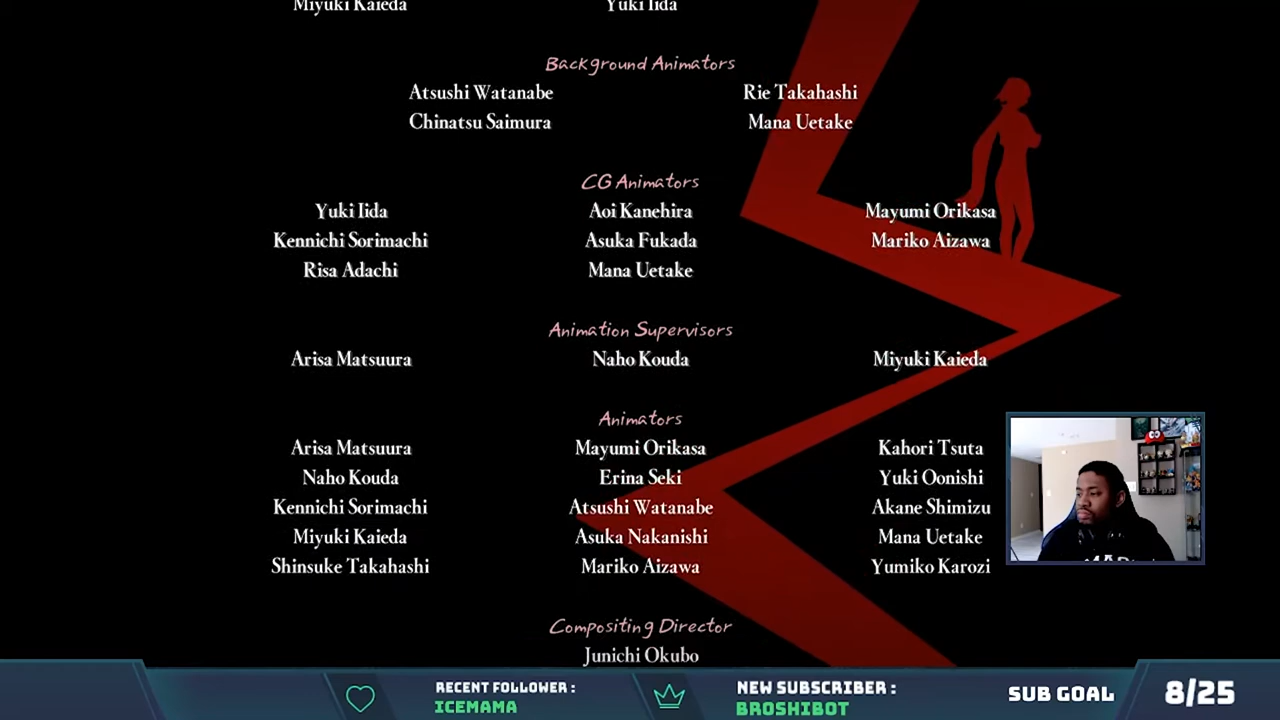 Miyuki Kaieda Yuki Iida
Background Animators
Atsushi Watanabe Rie Takahashi
Chinatsu Saimura Mana Uetake
CG Animators
Yuki Iida Aoi Kanehira Mayumi Orikasa
Kennichi Sorimachi Asuka Fukada Mariko Aizawa
Risa Adachi Mana Uetake
Animation Supervisors
Arisa Matsuura Naho Kouda Miyuki Kaieda
Animators
Arisa Matsuura Mayumi Orikasa Kahori Tsuta
Naho Kouda Erina Seki Yuki Oonishi
Kennichi Sorimachi Atsushi Watanabe Akane Shimizu
Miyuki Kaieda Asuka Nakanishi Mana Uetake
Shinsuke Takahashi Mariko Aizawa Yumiko Karozi
Compositing Director
Junichi Okubo
RECENT FOLLOWER :
ICEMAMA
NEW SUBSCRIBER :
BROSHIBOT
SUB GOAL 8/25